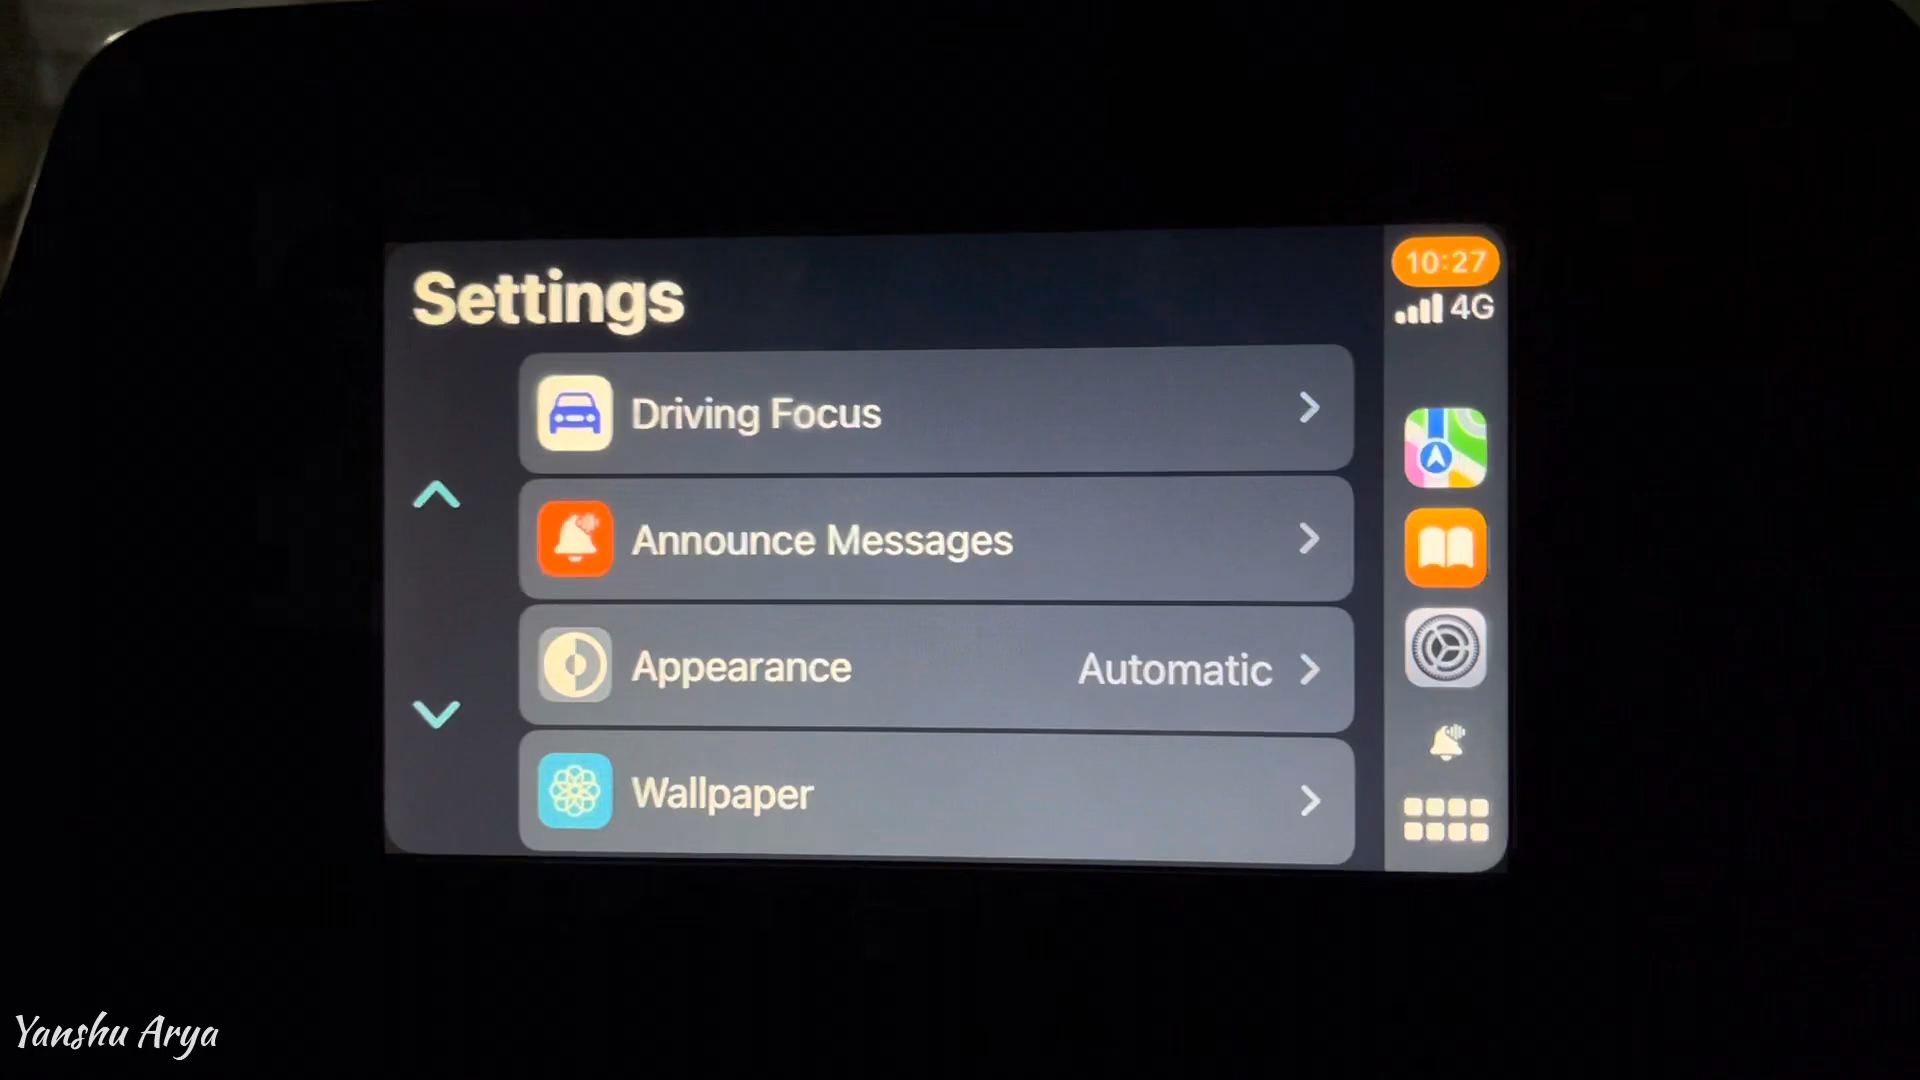 Settings
Driving Focus
Announce Messages
Appearance Automatic
Wallpaper
10:27
4G
Yanshu Arya